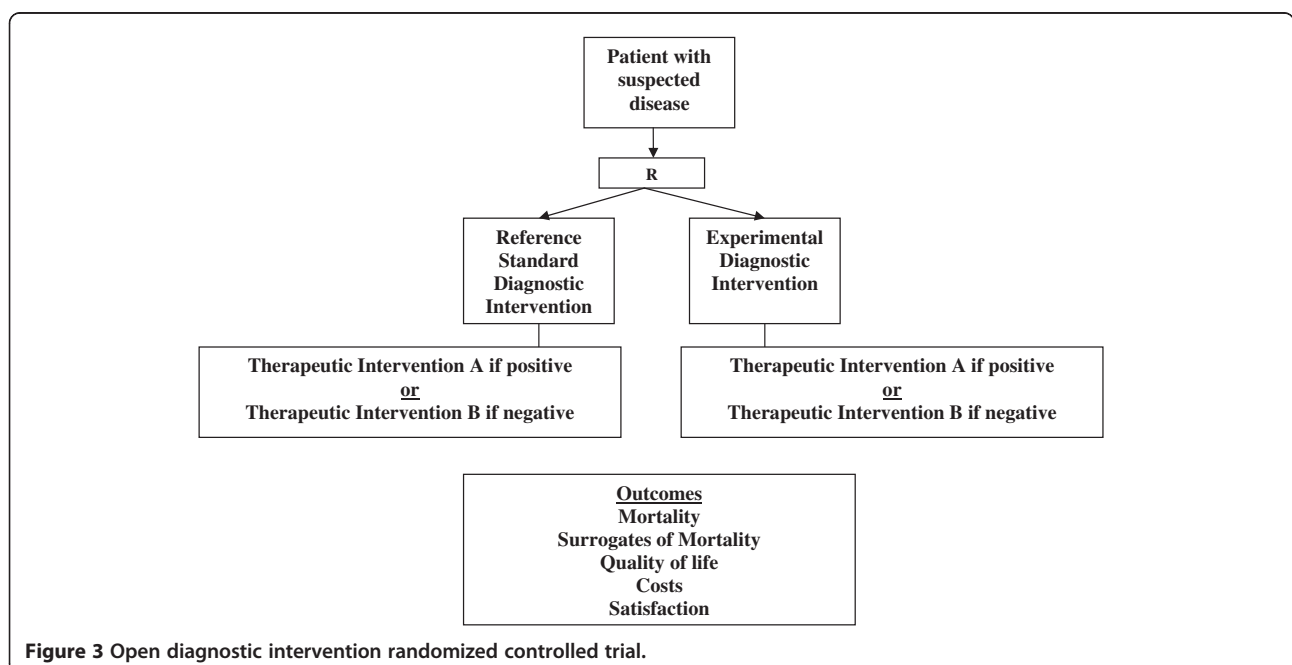 Patient with
suspected
disease
R
Reference
Standard
Diagnostic
Intervention
Experimental
Diagnostic
Intervention
Therapeutic Intervention A if positive
or
Therapeutic Intervention B if negative
Therapeutic Intervention A if positive
or
Therapeutic Intervention B if negative
Outcomes
Mortality
Surrogates of Mortality
Quality of life
Costs
Satisfaction
Figure 3 Open diagnostic intervention randomized controlled trial.